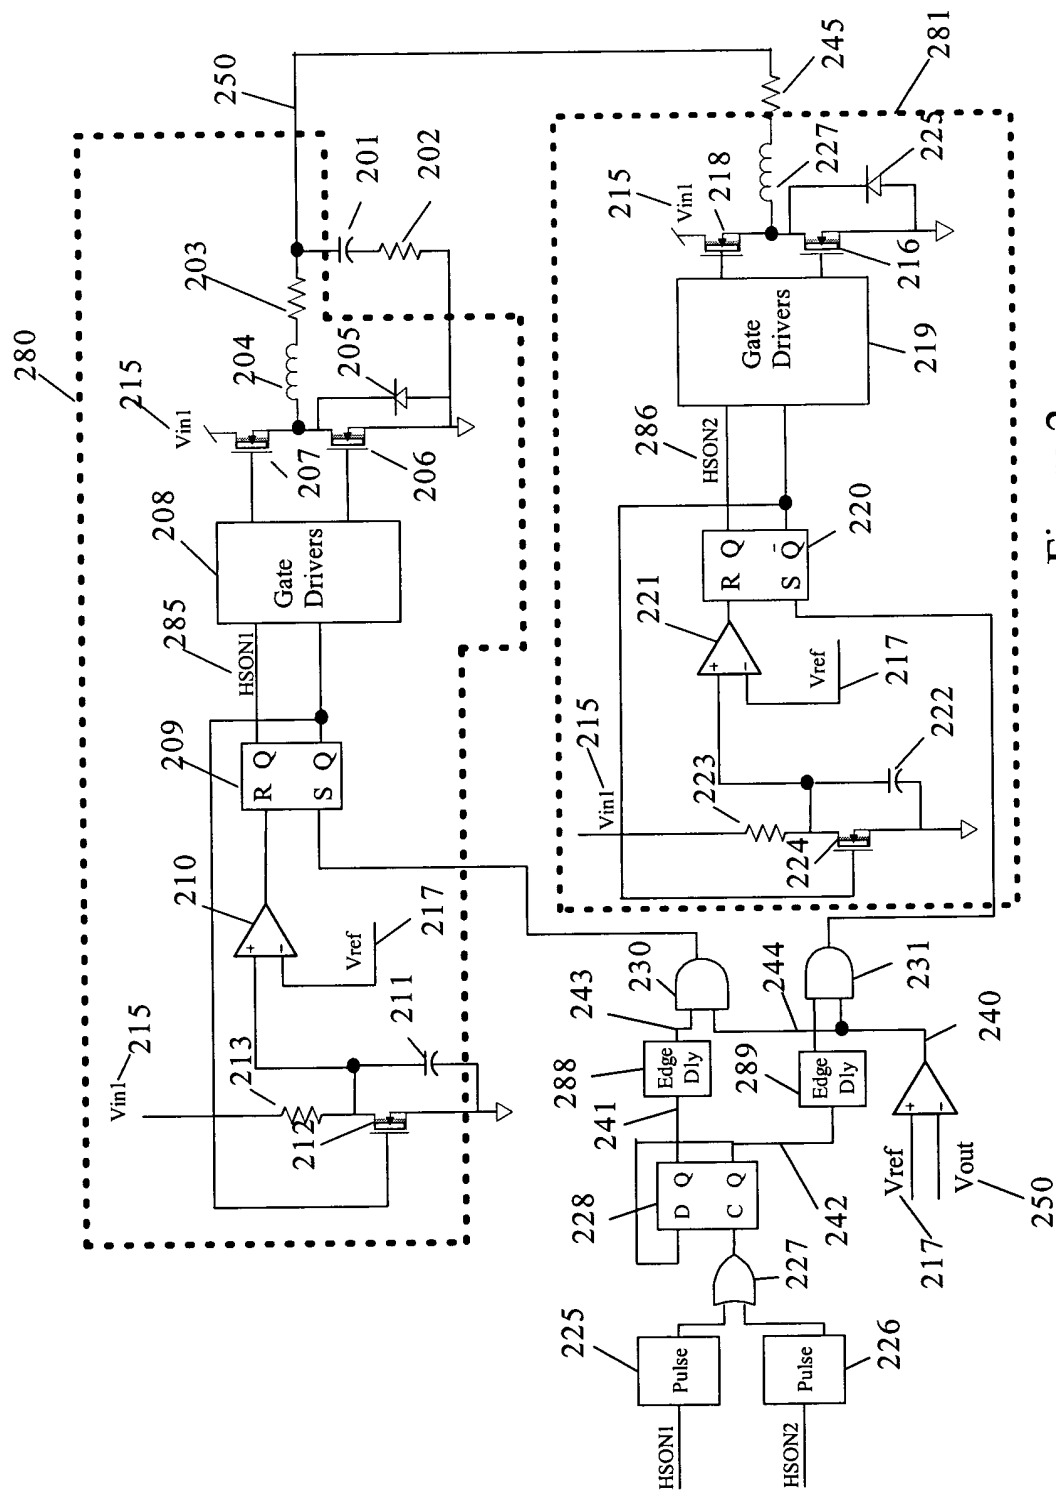 280
250
215
Vin1
203
204
201
202
205
207
206
208
Gate
Drivers
285
HSON1
209
R Q
S Q
210
+
−
Vref
217
215
Vin1
213
212
211
245
281
215
Vin1
218
227
225
216
Gate
Drivers
219
286
HSON2
220
R Q
S Q
221
+
−
Vref
217
215
Vin1
223
224
222
230
243
244
231
288
Edge
Dly
289
Edge
Dly
241
242
240
+
−
Vref
217
Vout
250
228
D Q
C Q
227
225
Pulse
HSON1
226
Pulse
HSON2